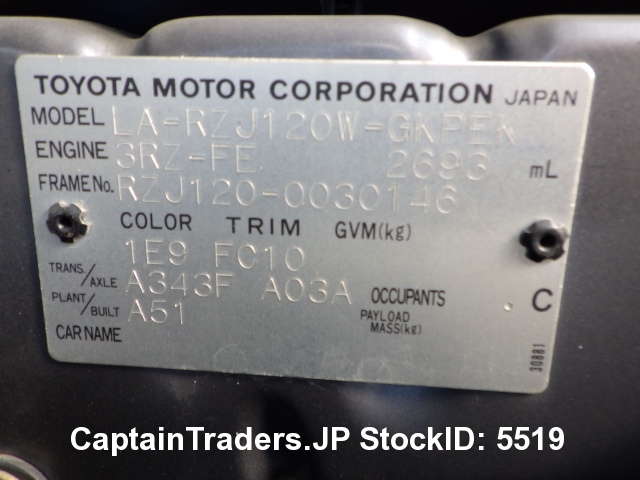 TOYOTA MOTOR CORPORATION JAPAN
MODEL LA-RZJ120W-GKPEK
ENGINE 3RZ-FE 2693 mL
FRAME No. RZJ120-0030146
COLOR TRIM GVM(kg)
1E9 FC10
TRANS./AXLE A343F A03A OCCUPANTS C
PLANT/BUILT A51 PAYLOAD MASS(kg)
CAR NAME
30881
CaptainTraders.JP StockID: 5519